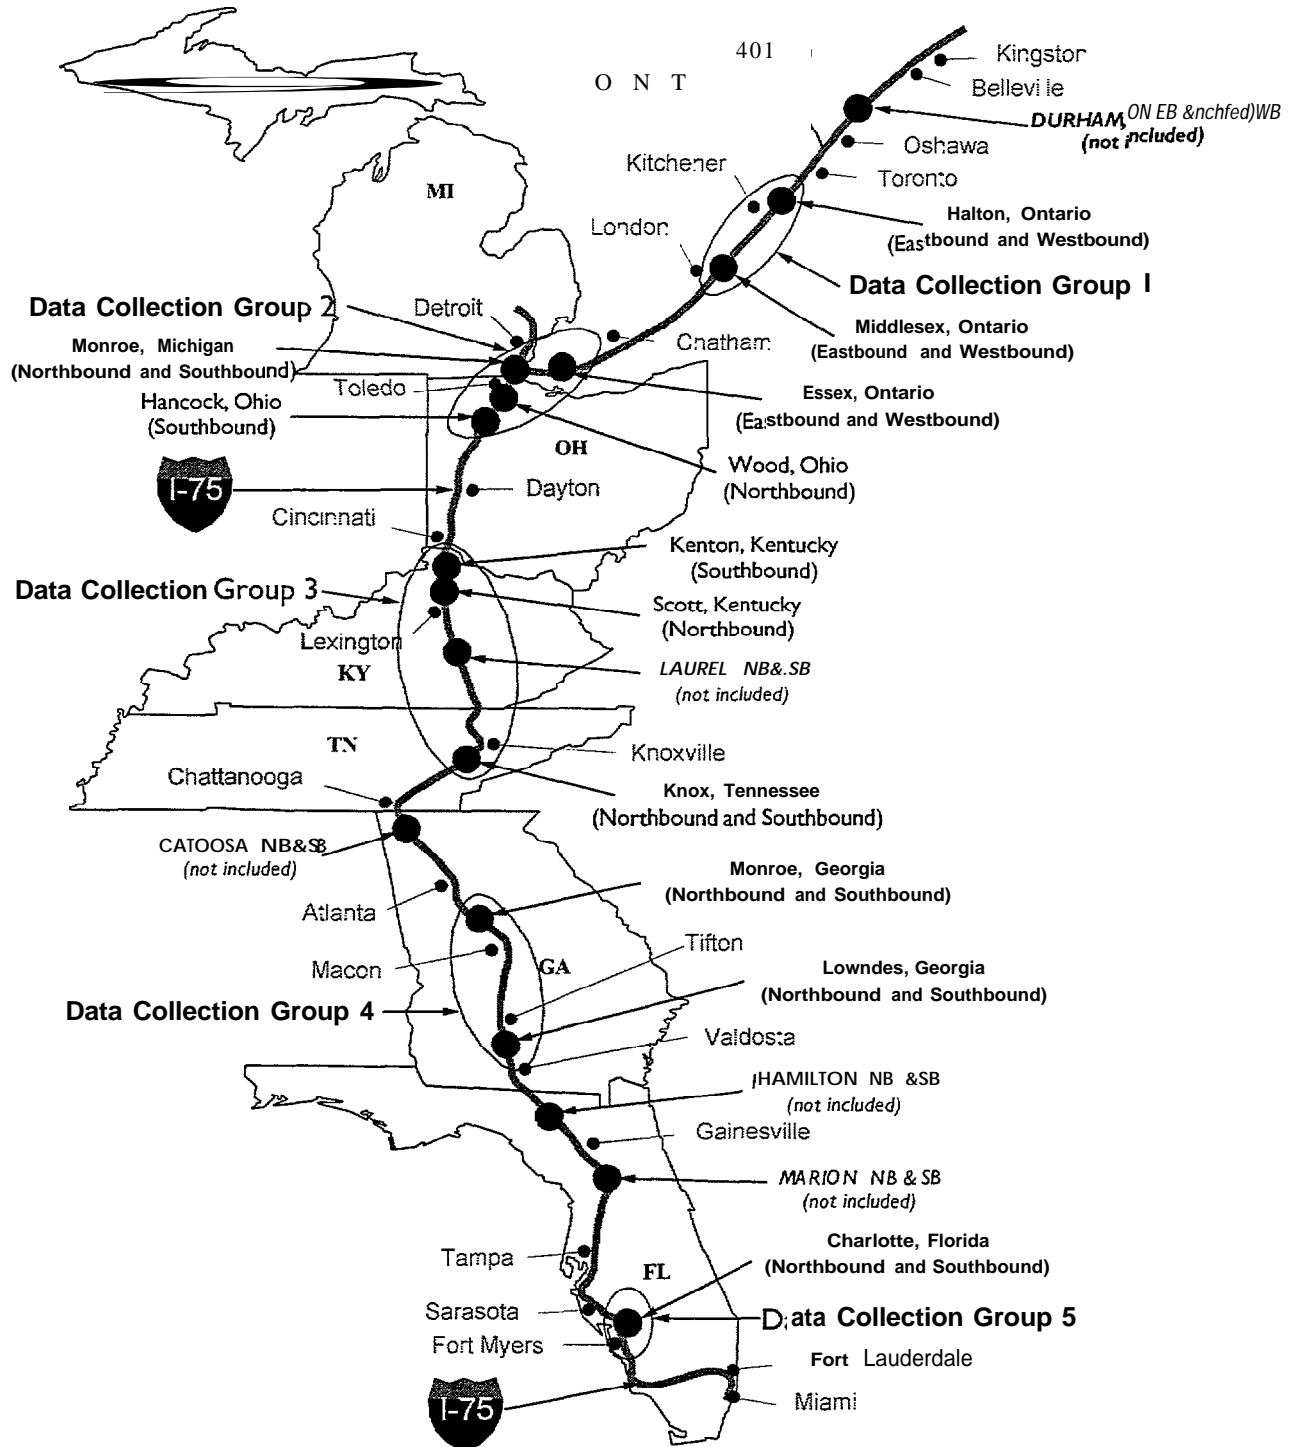 401
O N T
Kingston
Belleville
DURHAM, ON EB &nchfed)WB
(not included)
Oshawa
Toronto
Kitchener
MI
Halton, Ontario
(Eastbound and Westbound)
London
Data Collection Group 1
Data Collection Group 2
Detroit
Middlesex, Ontario
(Eastbound and Westbound)
Monroe, Michigan
(Northbound and Southbound)
Chatham
Toledo
Essex, Ontario
(Eastbound and Westbound)
Hancock, Ohio
(Southbound)
OH
Wood, Ohio
(Northbound)
I-75
Dayton
Cincinnati
Kenton, Kentucky
(Southbound)
Data Collection Group 3
Scott, Kentucky
(Northbound)
Lexington
KY
LAUREL NB&.SB
(not included)
TN
Knoxville
Chattanooga
Knox, Tennessee
(Northbound and Southbound)
CATOOSA NB&SB
(not included)
Monroe, Georgia
(Northbound and Southbound)
Atlanta
Tifton
Macon
GA
Lowndes, Georgia
(Northbound and Southbound)
Data Collection Group 4
Valdosta
HAMILTON NB &SB
(not included)
Gainesville
MARION NB & SB
(not included)
Charlotte, Florida
(Northbound and Southbound)
Tampa
FL
Sarasota
Data Collection Group 5
Fort Myers
Fort Lauderdale
I-75
Miami